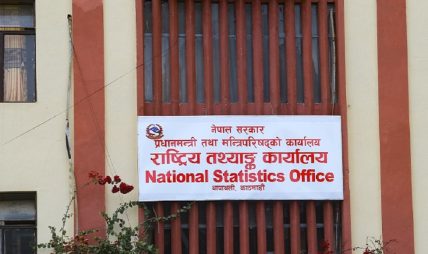 नेपाल सरकार
प्रधानमन्त्री तथा मन्त्रिपरिषद्को कार्यालय
राष्ट्रिय तथ्याङ्क कार्यालय
National Statistics Office
थापाथली, काठमाडौं